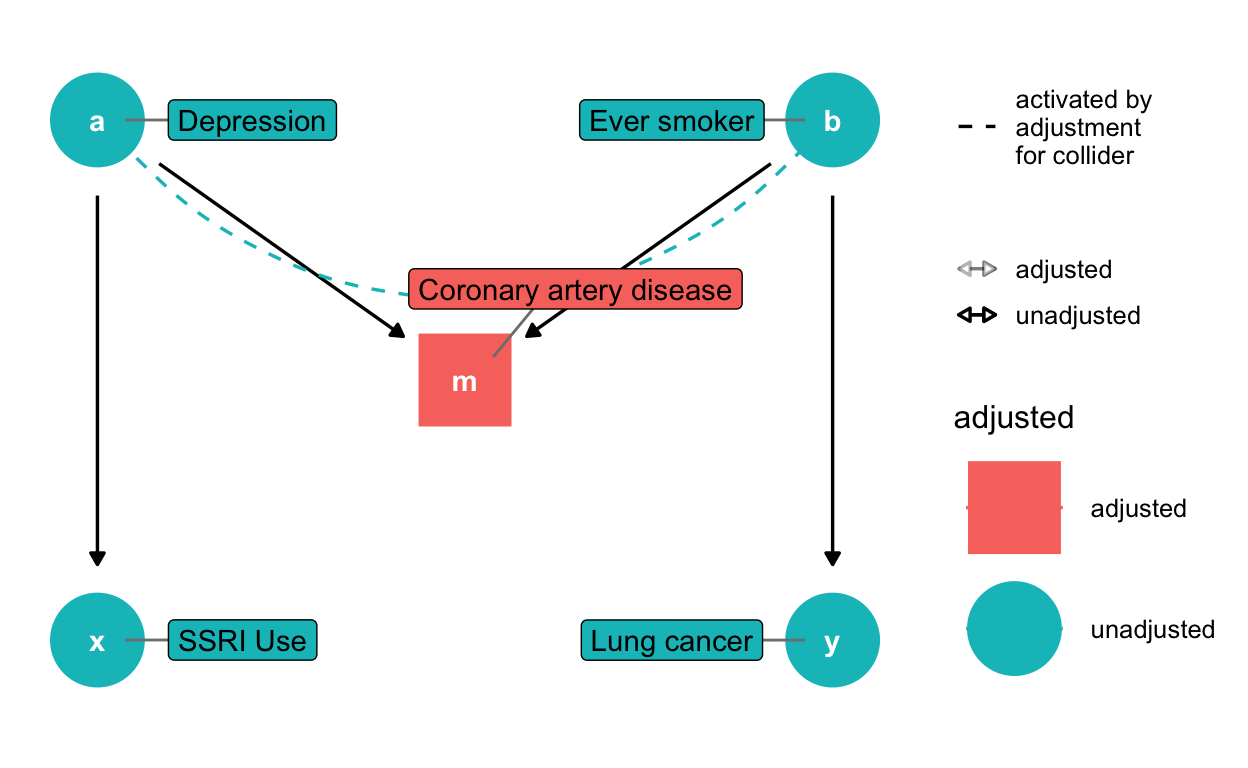 a
Depression
Ever smoker
b
Coronary artery disease
m
x
SSRI Use
Lung cancer
y
activated by
adjustment
for collider
adjusted
unadjusted
adjusted
adjusted
unadjusted